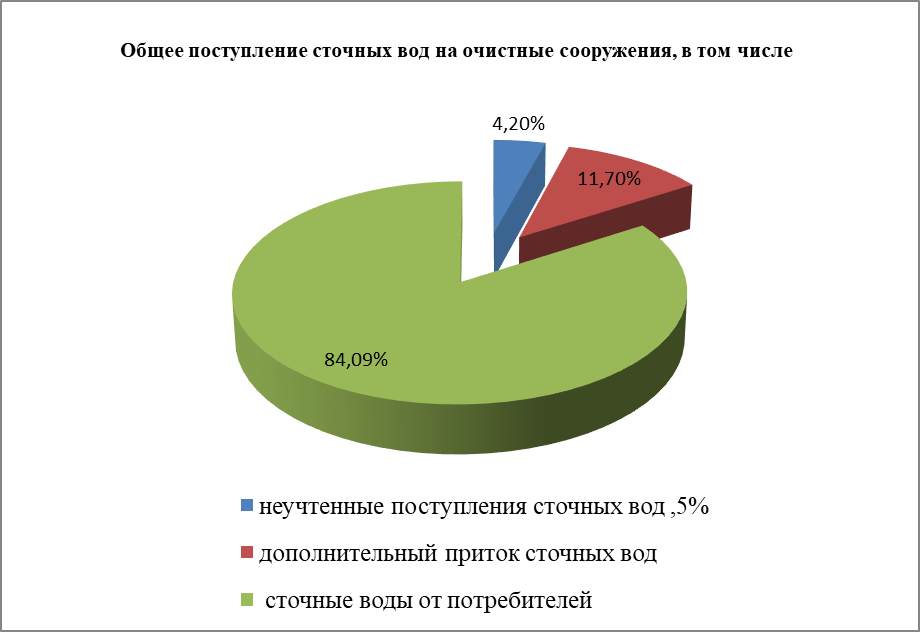 Общее поступление сточных вод на очистные сооружения, в том числе
4,20%
11,70%
84,09%
неучтенные поступления сточных вод ,5%
дополнительный приток сточных вод
сточные воды от потребителей